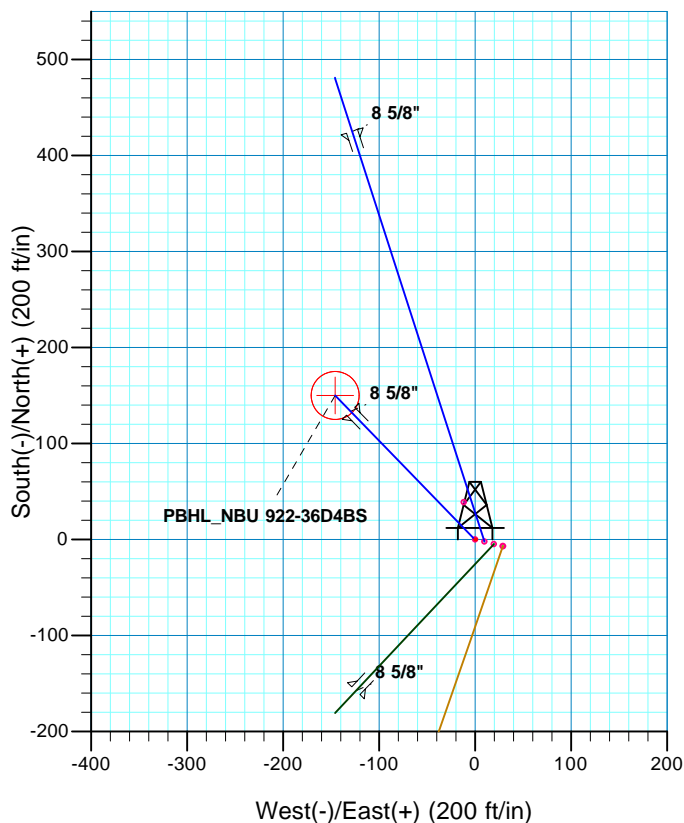 500
400
300
200
100
0
-100
-200
South(-)/North(+) (200 ft/in)
8 5/8"
8 5/8"
PBHL_NBU 922-36D4BS
8 5/8"
-400 -300 -200 -100 0 100 200
West(-)/East(+) (200 ft/in)